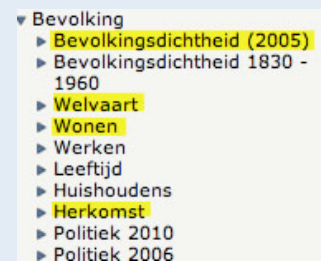 Bevolking
Bevolkingsdichtheid (2005)
Bevolkingsdichtheid 1830 -
1960
Welvaart
Wonen
Werken
Leeftijd
Huishoudens
Herkomst
Politiek 2010
Politiek 2006